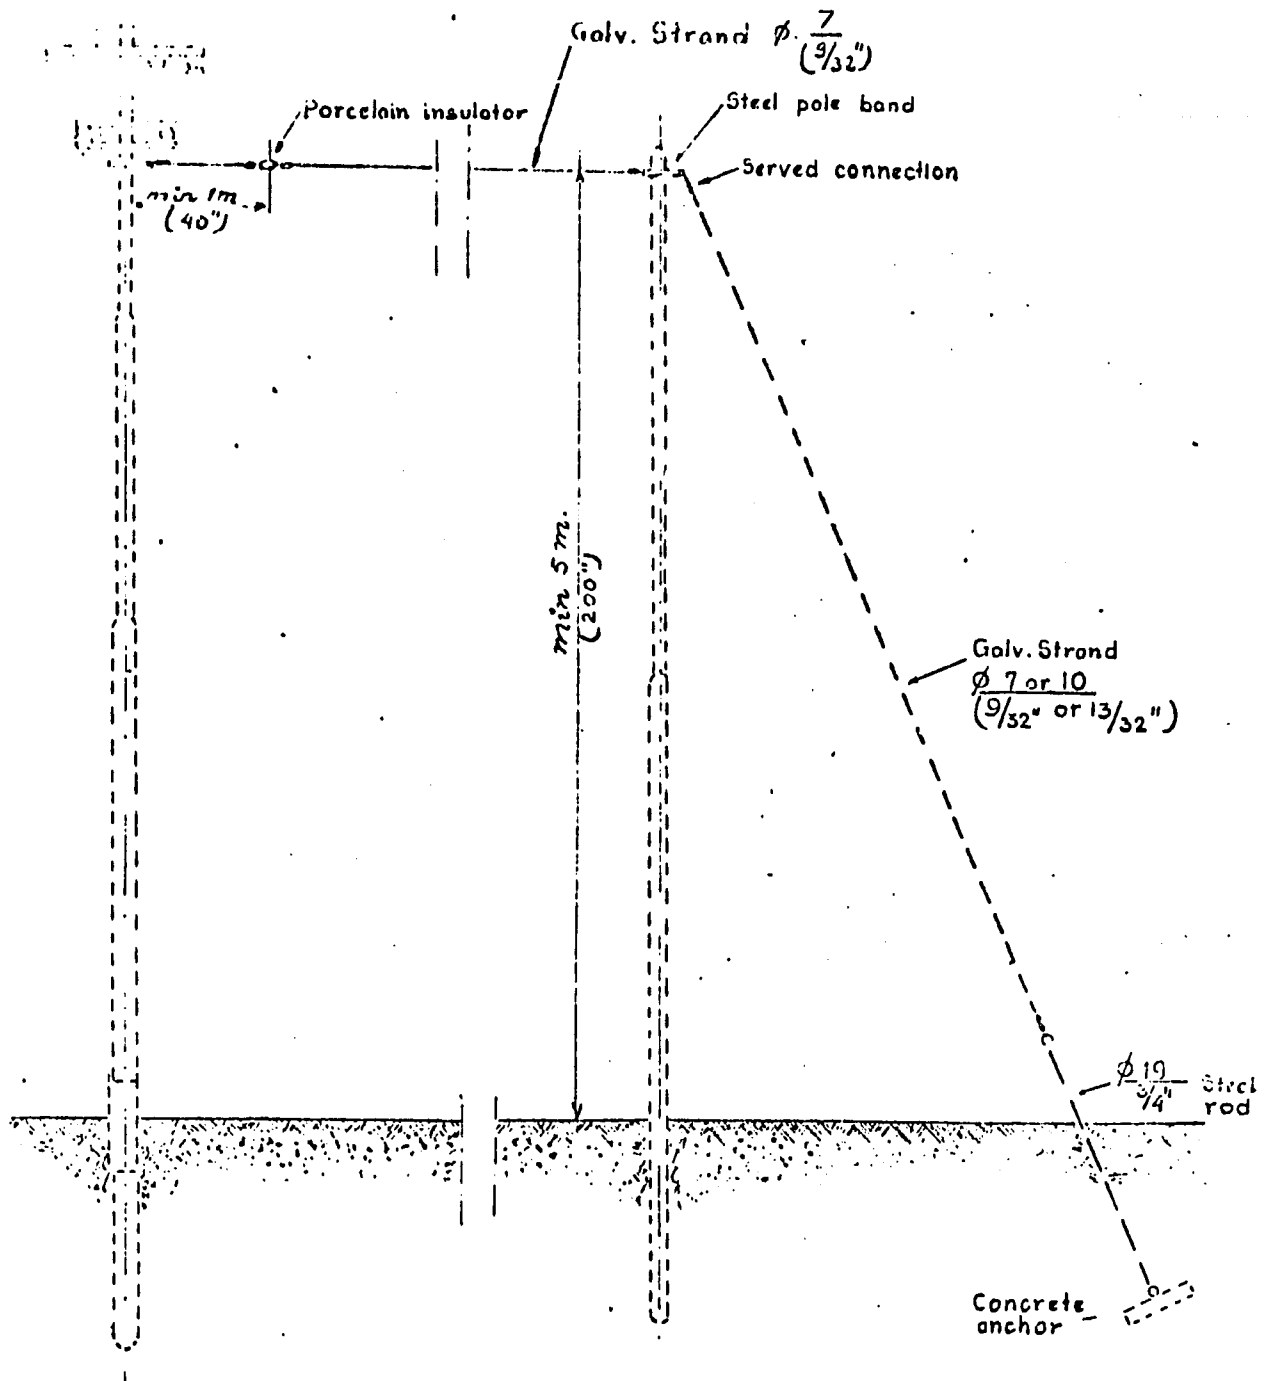 Galv. Strand ø. 7
(9/32")
Porcelain insulator
Steel pole band
Served connection
min 1m
(40")
min 5 m.
(200")
Galv. Strand
ø 7 or 10
(9/32" or 13/32")
ø 19
3/4"
Steel
rod
Concrete
anchor